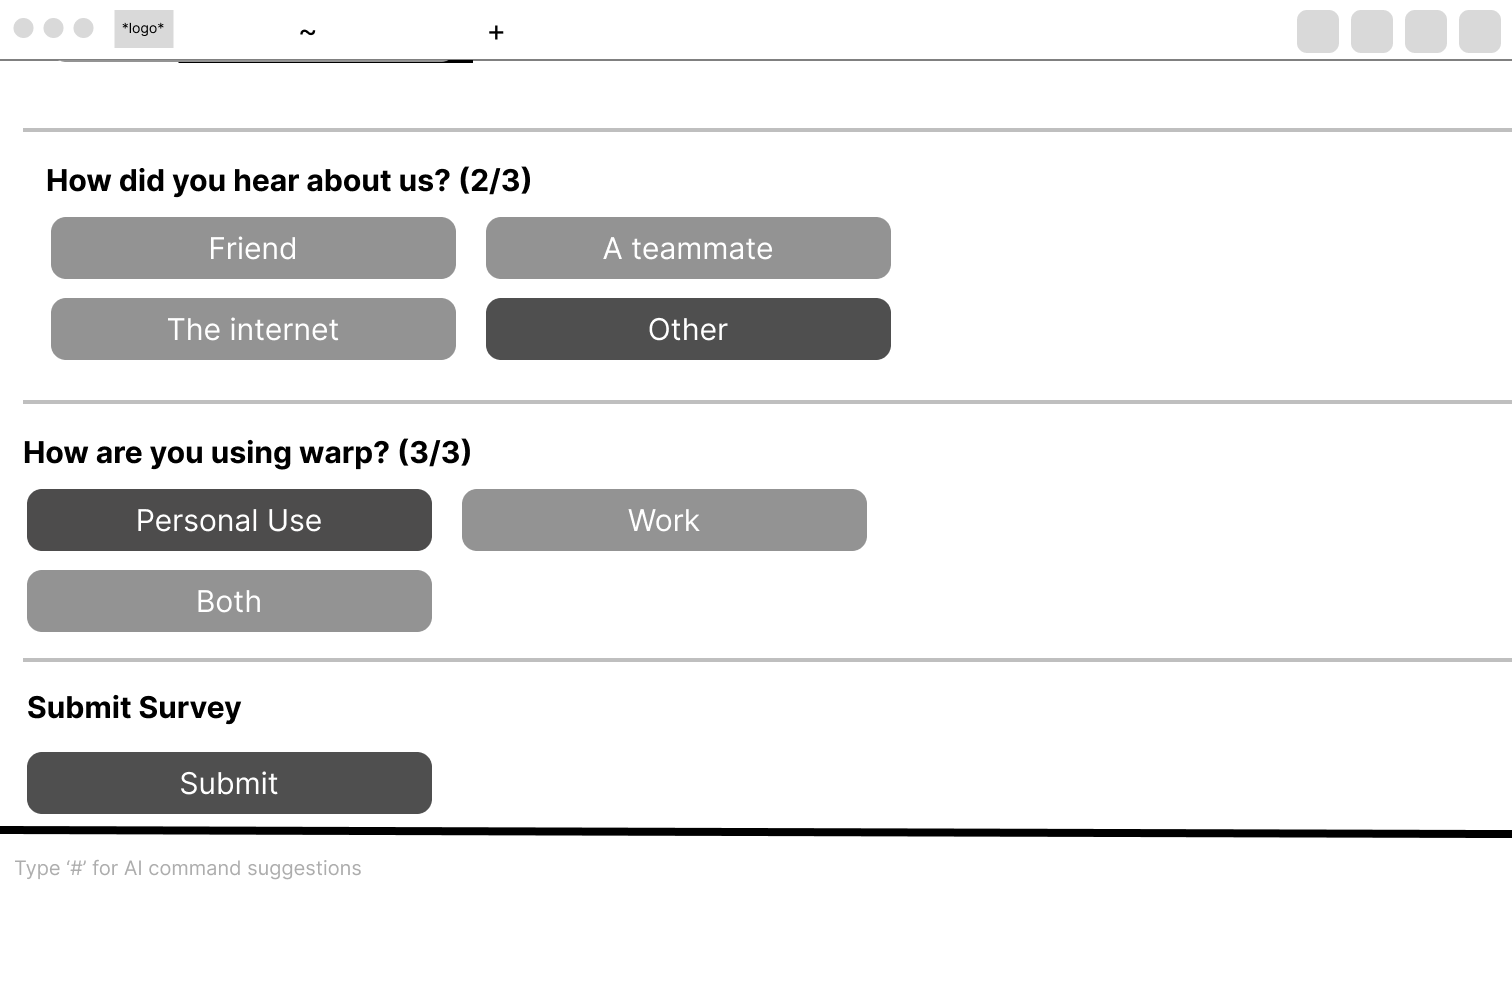 *logo*
~
+
How did you hear about us? (2/3)
Friend
A teammate
The internet
Other
How are you using warp? (3/3)
Personal Use
Work
Both
Submit Survey
Submit
Type ‘#’ for AI command suggestions